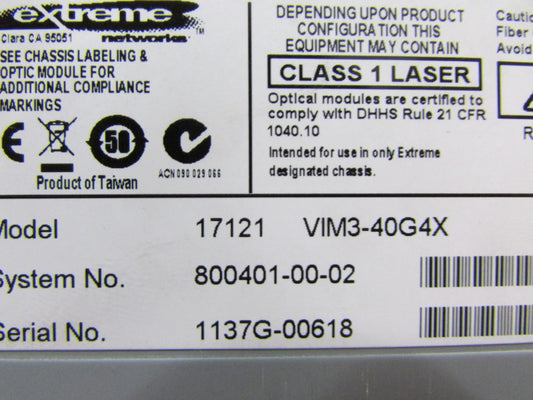 extreme
networks™
Clara CA 95051
SEE CHASSIS LABELING &
OPTIC MODULE FOR
ADDITIONAL COMPLIANCE
MARKINGS
CE
50
N
ACN 090 029 066
Product of Taiwan
DEPENDING UPON PRODUCT
CONFIGURATION THIS
EQUIPMENT MAY CONTAIN
CLASS 1 LASER
Optical modules are certified to
comply with DHHS Rule 21 CFR
1040.10
Intended for use in only Extreme
designated chassis.
Cautio
Fiber
Avoid
R
Model 17121 VIM3-40G4X
System No. 800401-00-02
Serial No. 1137G-00618